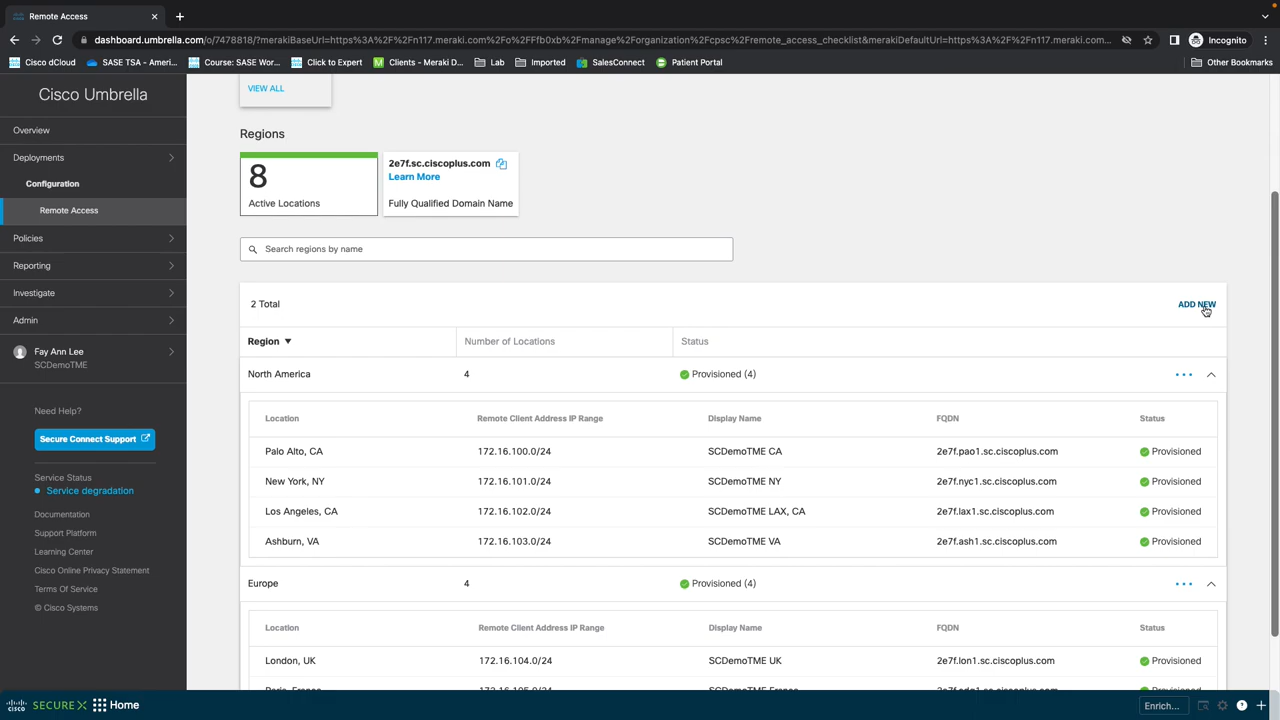 Remote Access
dashboard.umbrella.com/o/7478818/?merakiBaseUrl=https%3A%2F%2Fn117.meraki.com%2Fo%2FFfb0xb%2Fmanage%2Forganization%2Fcpsc%2Fremote_access_checklist&merakiDefaultUrl=https%3A%2F%2Fn117.meraki.com...
Incognito
Cisco dCloud
SASE TSA - Ameri...
Course: SASE Wor...
Click to Expert
Clients - Meraki D...
Lab
Imported
SalesConnect
Patient Portal
Other Bookmarks
Cisco Umbrella
Overview
Deployments
Configuration
Remote Access
Policies
Reporting
Investigate
Admin
Fay Ann Lee
SCDemoTME
Need Help?
Secure Connect Support
Service Status
Service degradation
Documentation
Support Platform
Learning Center
Cisco Online Privacy Statement
Terms Of Service
© Cisco Systems
VIEW ALL
Regions
8
Active Locations
2e7f.sc.ciscoplus.com
Learn More
Fully Qualified Domain Name
Search regions by name
2 Total
ADD NEW
Region ▼ Number of Locations Status
North America 4 Provisioned (4)
Location Remote Client Address IP Range Display Name FQDN Status
Palo Alto, CA 172.16.100.0/24 SCDemoTME CA 2e7f.pao1.sc.ciscoplus.com Provisioned
New York, NY 172.16.101.0/24 SCDemoTME NY 2e7f.nyc1.sc.ciscoplus.com Provisioned
Los Angeles, CA 172.16.102.0/24 SCDemoTME LAX, CA 2e7f.lax1.sc.ciscoplus.com Provisioned
Ashburn, VA 172.16.103.0/24 SCDemoTME VA 2e7f.ash1.sc.ciscoplus.com Provisioned
Europe 4 Provisioned (4)
Location Remote Client Address IP Range Display Name FQDN Status
London, UK 172.16.104.0/24 SCDemoTME UK 2e7f.lon1.sc.ciscoplus.com Provisioned
Paris, France 172.16.105.0/24 SCDemoTME France Provisioned
cisco SECURE X Home
Enrich...